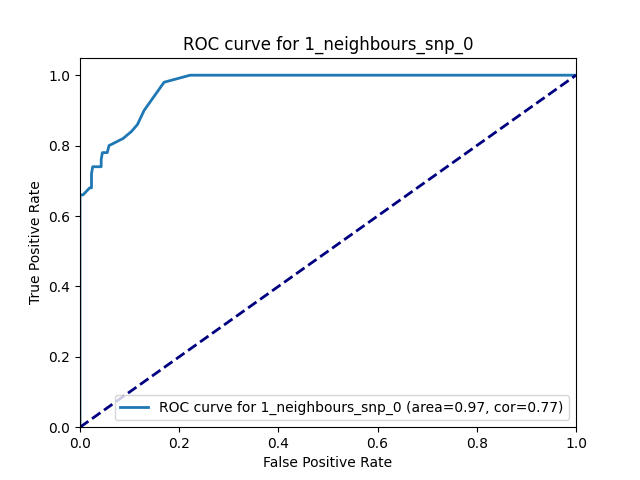 ROC curve for 1_neighbours_snp_0
1.0
0.8
0.6
0.4
0.2
0.0
True Positive Rate
ROC curve for 1_neighbours_snp_0 (area=0.97, cor=0.77)
0.0 0.2 0.4 0.6 0.8 1.0
False Positive Rate